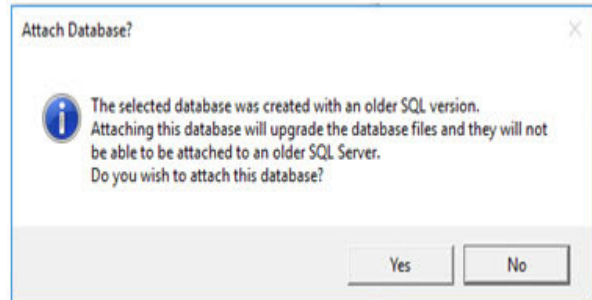 Attach Database?
The selected database was created with an older SQL version.
Attaching this database will upgrade the database files and they will not
be able to be attached to an older SQL Server.
Do you wish to attach this database?
Yes No